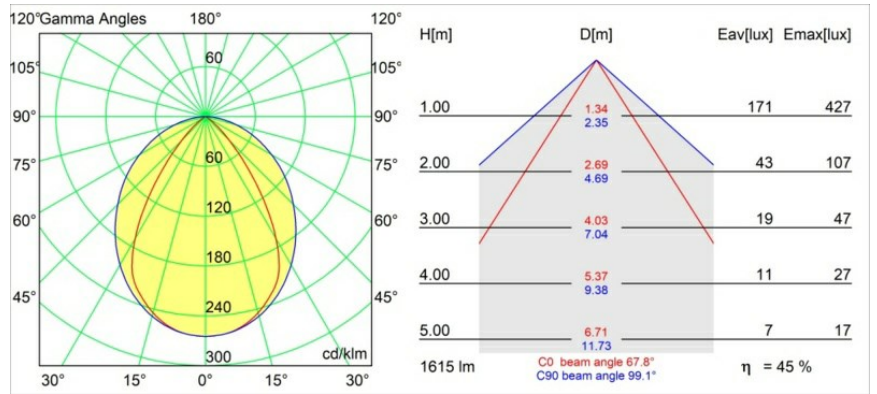 120° Gamma Angles 180° 120°
60
105° 105°
90° 90°
60
75° 75°
120
60° 60°
180
45° 45°
240
300 cd/klm
30° 15° 0° 15° 30°
H[m] D[m] Eav[lux] Emax[lux]
1.00 1.34 171 427
2.35
2.00 2.69 43 107
4.69
3.00 4.03 19 47
7.04
4.00 5.37 11 27
9.38
5.00 6.71 7 17
11.73
1615 lm C0 beam angle 67.8° η = 45 %
C90 beam angle 99.1°